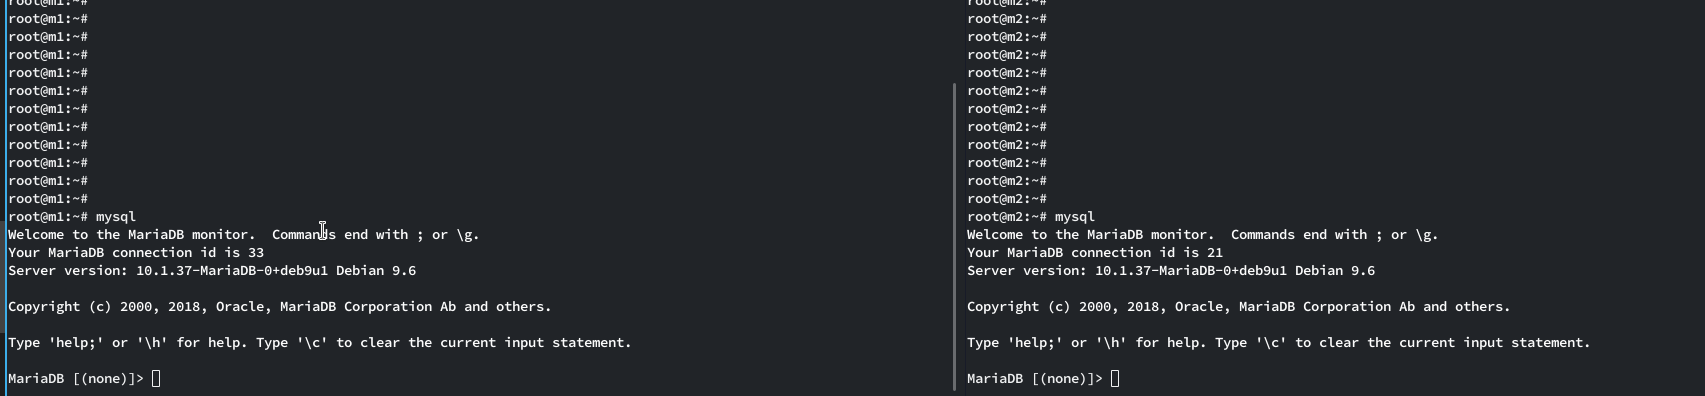 root@m1:~#
root@m1:~#
root@m1:~#
root@m1:~#
root@m1:~#
root@m1:~#
root@m1:~#
root@m1:~#
root@m1:~#
root@m1:~#
root@m1:~#
root@m1:~#
root@m1:~# mysql
Welcome to the MariaDB monitor.  Commands end with ; or \g.
Your MariaDB connection id is 33
Server version: 10.1.37-MariaDB-0+deb9u1 Debian 9.6
Copyright (c) 2000, 2018, Oracle, MariaDB Corporation Ab and others.
Type 'help;' or '\h' for help. Type '\c' to clear the current input statement.
MariaDB [(none)]>
root@m2:~#
root@m2:~#
root@m2:~#
root@m2:~#
root@m2:~#
root@m2:~#
root@m2:~#
root@m2:~#
root@m2:~#
root@m2:~#
root@m2:~#
root@m2:~#
root@m2:~# mysql
Welcome to the MariaDB monitor.  Commands end with ; or \g.
Your MariaDB connection id is 21
Server version: 10.1.37-MariaDB-0+deb9u1 Debian 9.6
Copyright (c) 2000, 2018, Oracle, MariaDB Corporation Ab and others.
Type 'help;' or '\h' for help. Type '\c' to clear the current input statement.
MariaDB [(none)]>